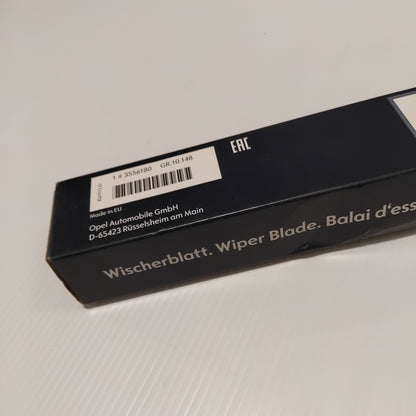 1 # 3556180 GR.10.148
EAC
Made in EU
Opel Automobile GmbH
D-65423 Rüsselsheim am Main
Wischerblatt. Wiper Blade. Balai d'ess